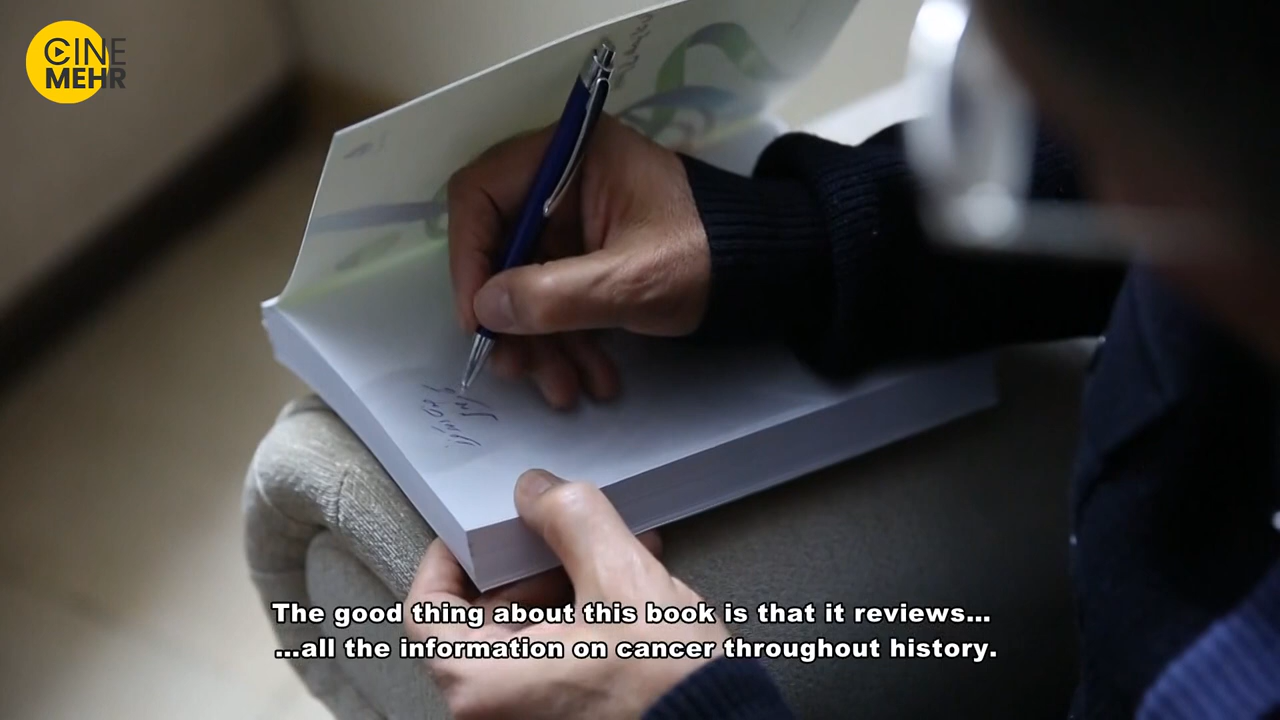 CINE
MEHR
The good thing about this book is that it reviews...
...all the information on cancer throughout history.